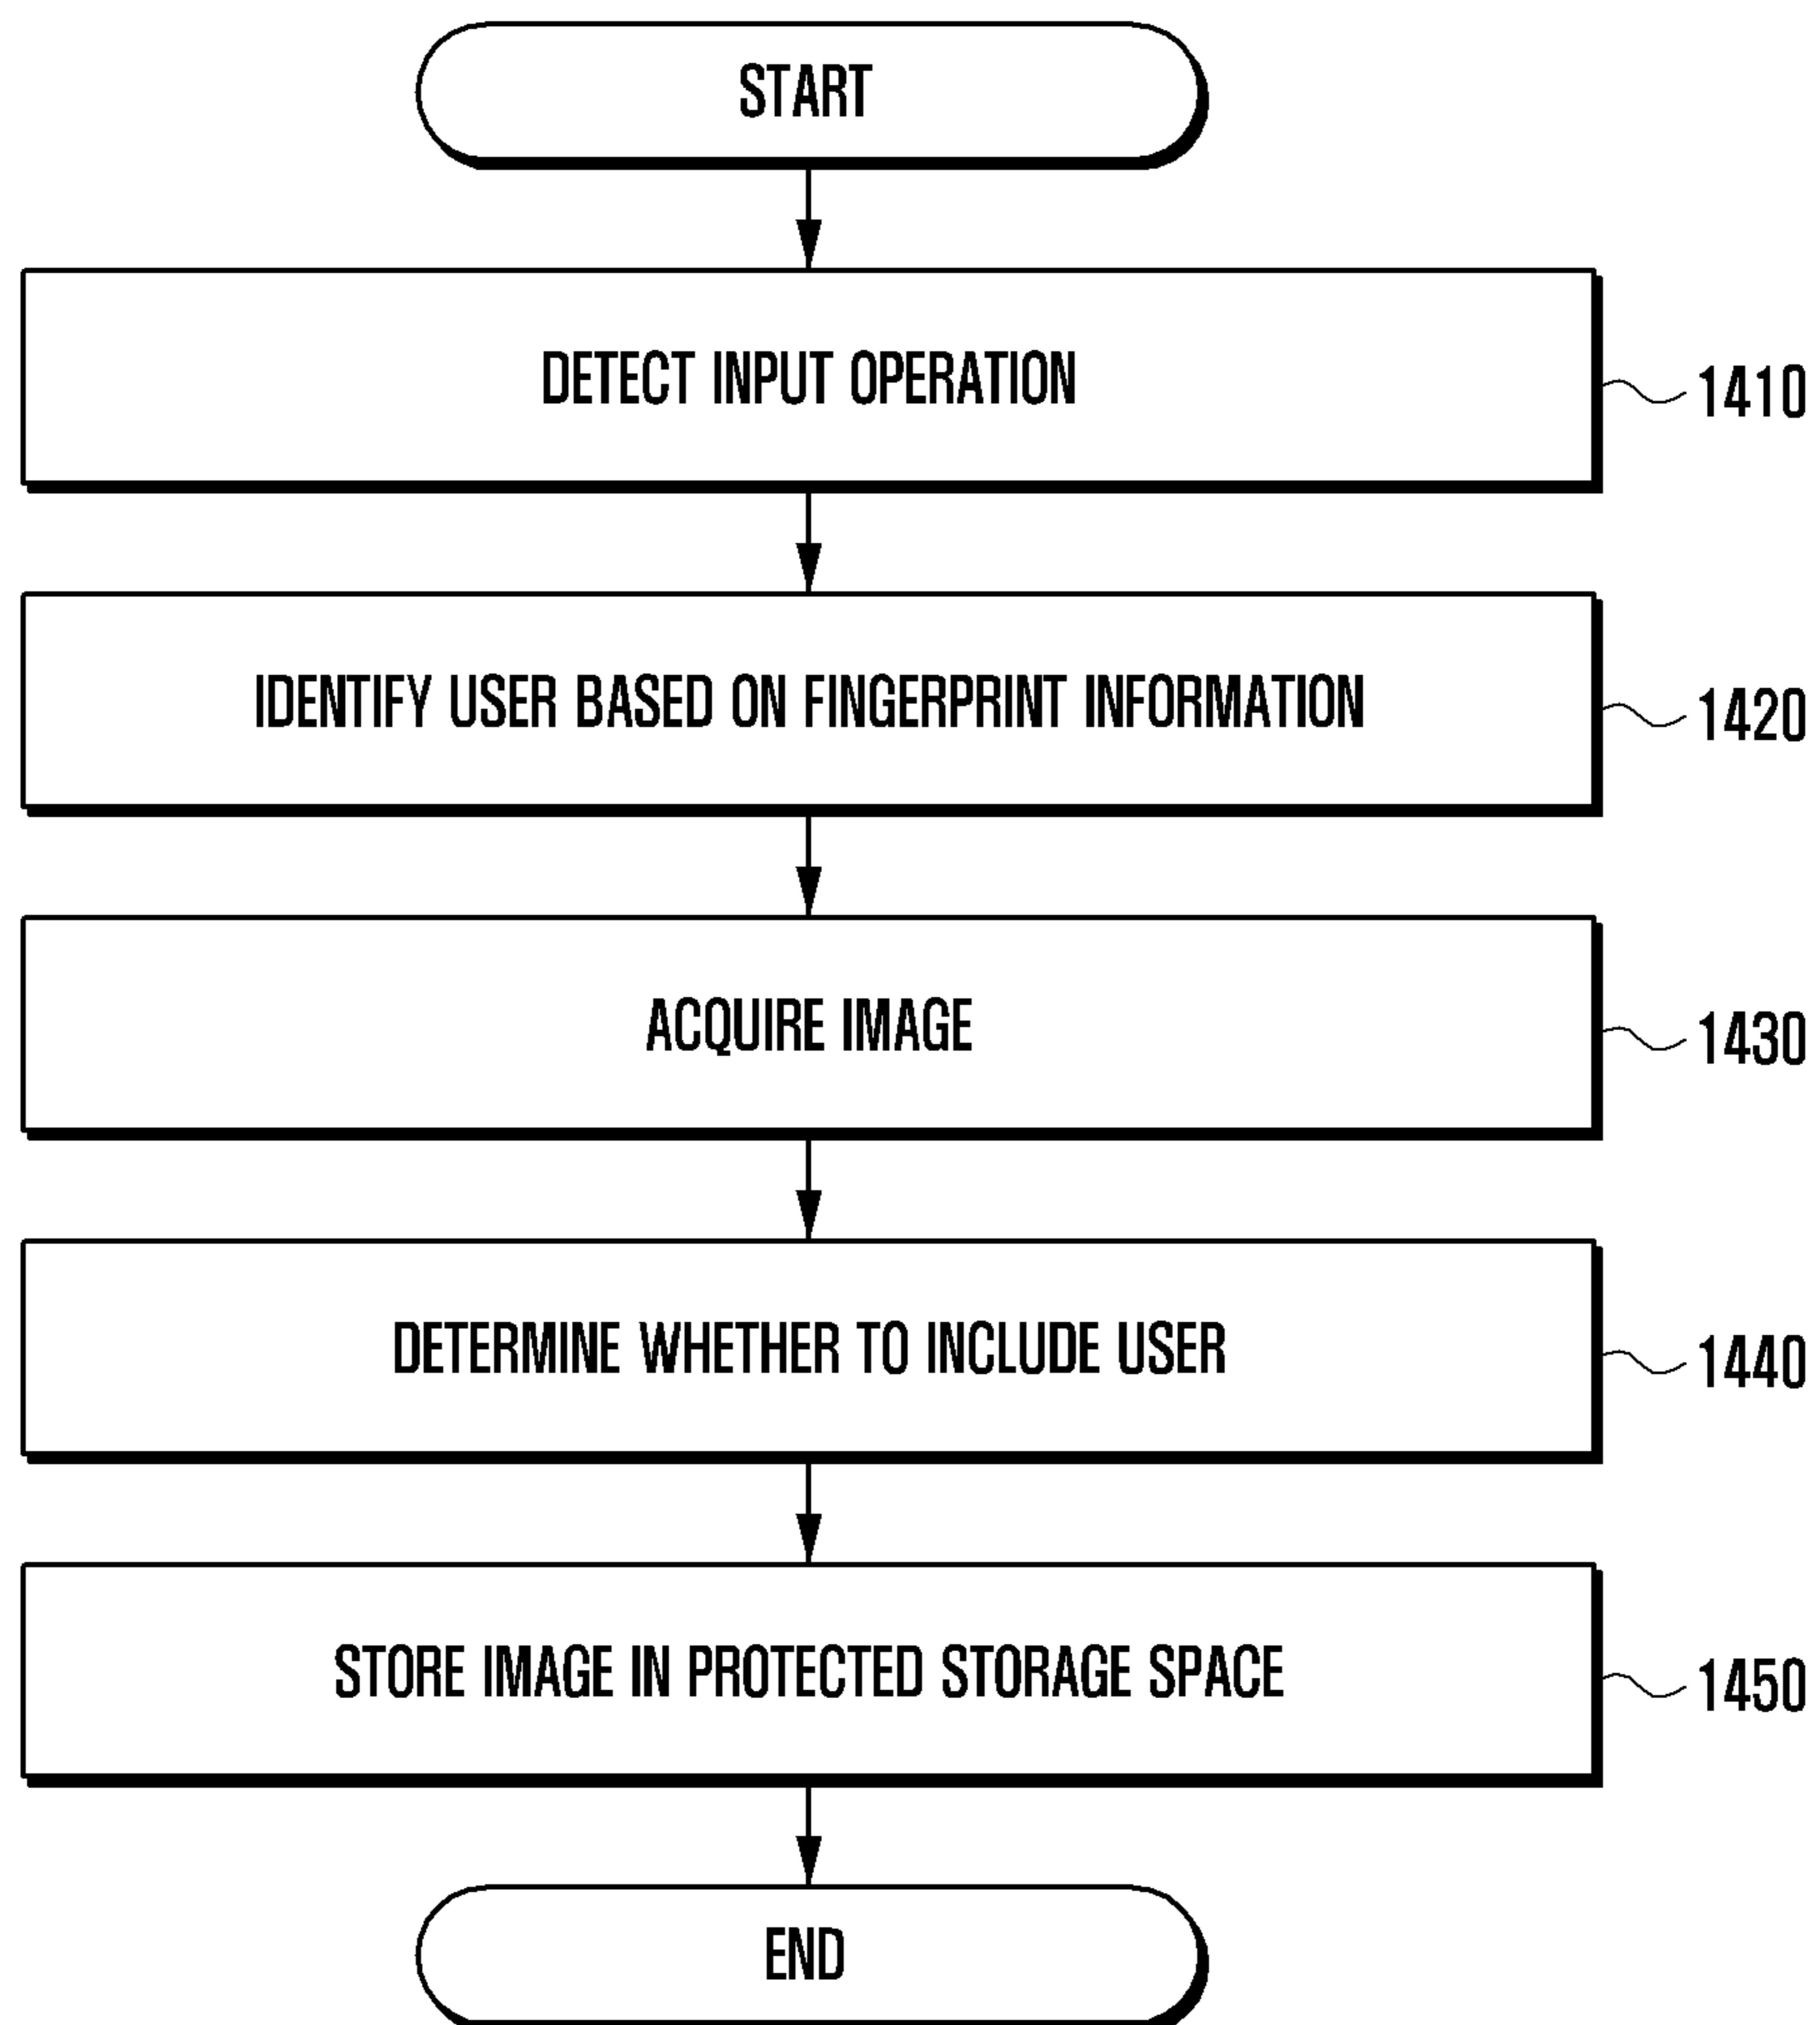 START
DETECT INPUT OPERATION
1410
IDENTIFY USER BASED ON FINGERPRINT INFORMATION
1420
ACQUIRE IMAGE
1430
DETERMINE WHETHER TO INCLUDE USER
1440
STORE IMAGE IN PROTECTED STORAGE SPACE
1450
END